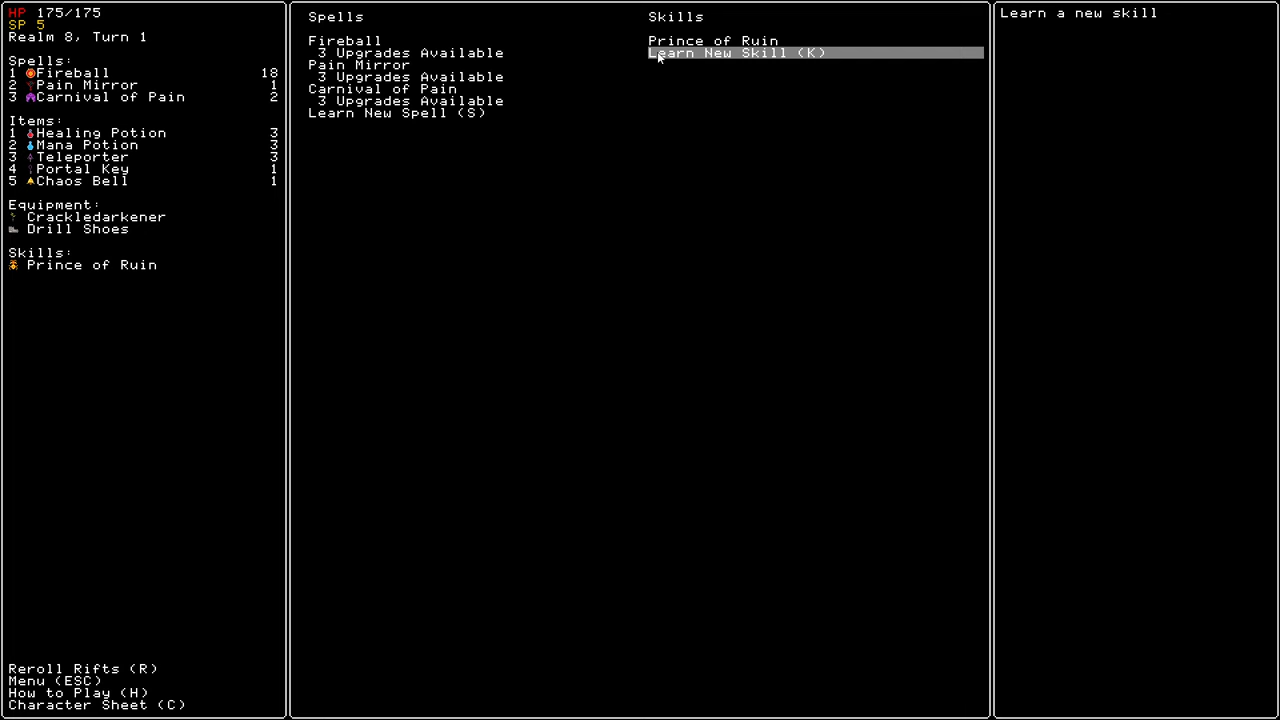 HP 175/175
SP 5
Realm 8, Turn 1
Spells:
1 Fireball 18
2 Pain Mirror 1
3 Carnival of Pain 2
Items:
1 Healing Potion 3
2 Mana Potion 3
3 Teleporter 3
4 Portal Key 1
5 Chaos Bell 1
Equipment:
Crackledarkener
Drill Shoes
Skills:
Prince of Ruin
Reroll Rifts (R)
Menu (ESC)
How to Play (H)
Character Sheet (C)
Spells
Fireball
3 Upgrades Available
Pain Mirror
3 Upgrades Available
Carnival of Pain
3 Upgrades Available
Learn New Spell (S)
Skills
Prince of Ruin
Learn New Skill (K)
Learn a new skill